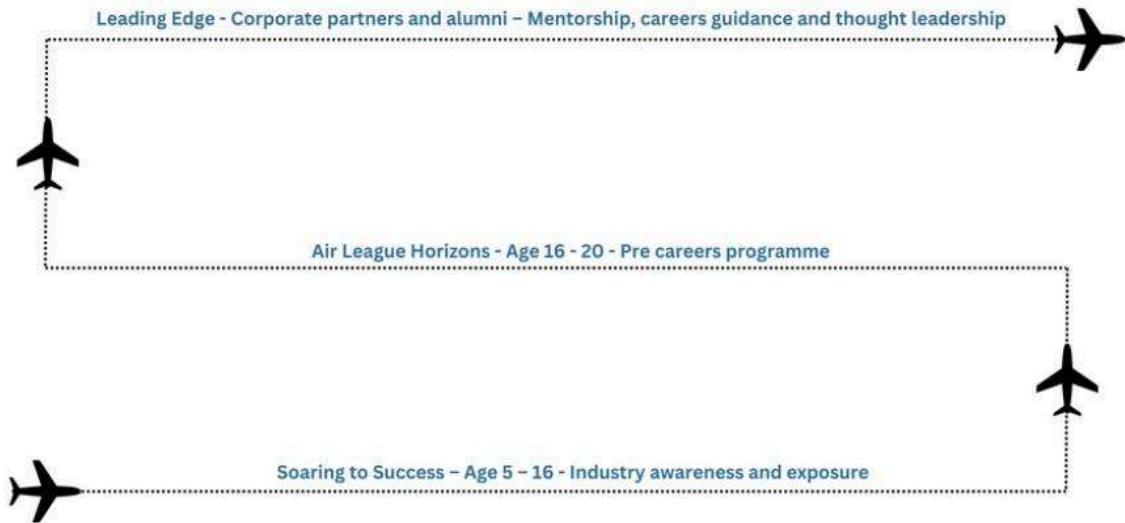 Leading Edge - Corporate partners and alumni – Mentorship, careers guidance and thought leadership
Air League Horizons - Age 16 - 20 - Pre careers programme
Soaring to Success – Age 5 – 16 - Industry awareness and exposure